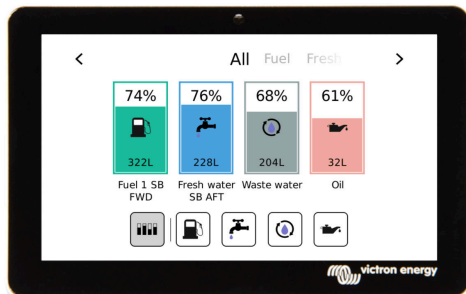 All Fuel Fresh
74% 76% 68% 61%
322L 228L 204L 32L
Fuel 1 SB Fresh water Waste water Oil
FWD SB AFT
victron energy